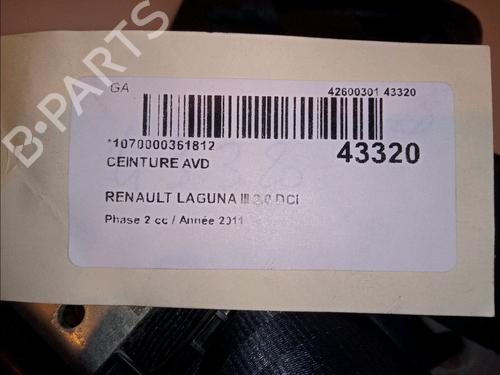 B-PARTS
GA
42600301 43320
*1070000361812
43320
CEINTURE AVD
RENAULT LAGUNA III 2.0 DCI
Phase 2 cc / Année 2011